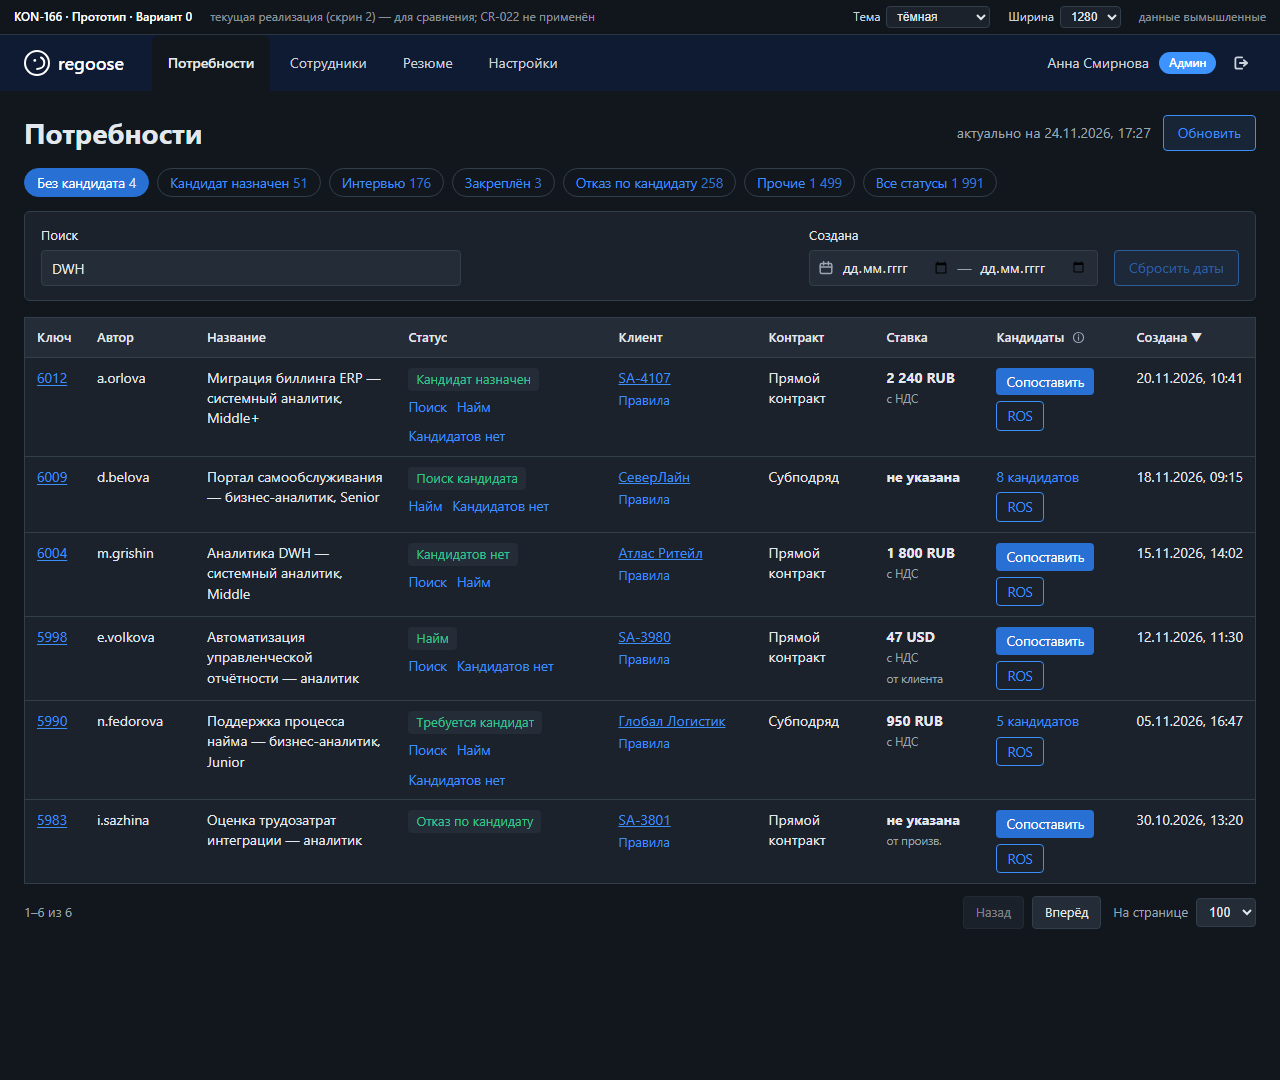 KON-166 · Прототип · Вариант 0 текущая реализация (скрин 2) — для сравнения; CR-022 не применён Тема тёмная Ширина 1280 данные вымышленные
regoose Потребности Сотрудники Резюме Настройки Анна Смирнова Админ
Потребности актуально на 24.11.2026, 17:27 Обновить
Без кандидата 4 Кандидат назначен 51 Интервью 176 Закреплён 3 Отказ по кандидату 258 Прочие 1 499 Все статусы 1 991
Поиск Создана
DWH дд.мм.гггг — дд.мм.гггг Сбросить даты
Ключ Автор Название Статус Клиент Контракт Ставка Кандидаты Создана ▼
6012 a.orlova Миграция биллинга ERP — Кандидат назначен SA-4107 Прямой 2 240 RUB Сопоставить 20.11.2026, 10:41
системный аналитик, Поиск Найм Правила контракт с НДС ROS
Middle+
Кандидатов нет
6009 d.belova Портал самообслуживания Поиск кандидата СеверЛайн Субподряд не указана 8 кандидатов 18.11.2026, 09:15
— бизнес-аналитик, Senior Найм Кандидатов нет Правила ROS
6004 m.grishin Аналитика DWH — Кандидатов нет Атлас Ритейл Прямой 1 800 RUB Сопоставить 15.11.2026, 14:02
системный аналитик, Поиск Найм Правила контракт с НДС ROS
Middle
5998 e.volkova Автоматизация Найм SA-3980 Прямой 47 USD Сопоставить 12.11.2026, 11:30
управленческой Поиск Кандидатов нет Правила контракт с НДС ROS
отчётности — аналитик от клиента
5990 n.fedorova Поддержка процесса Требуется кандидат Глобал Логистик Субподряд 950 RUB 5 кандидатов 05.11.2026, 16:47
найма — бизнес-аналитик, Поиск Найм Правила с НДС ROS
Junior
Кандидатов нет
5983 i.sazhina Оценка трудозатрат Отказ по кандидату SA-3801 Прямой не указана Сопоставить 30.10.2026, 13:20
интеграции — аналитик Правила контракт от произв. ROS
1–6 из 6 Назад Вперёд На странице 100